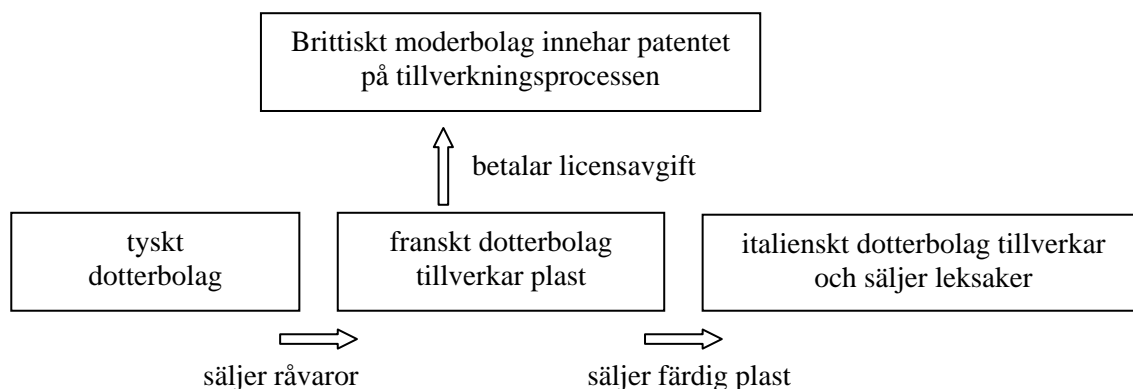 Brittiskt moderbolag innehar patentet
på tillverkningsprocessen
betalar licensavgift
tyskt
dotterbolag
franskt dotterbolag
tillverkar plast
italienskt dotterbolag tillverkar
och säljer leksaker
säljer råvaror
säljer färdig plast